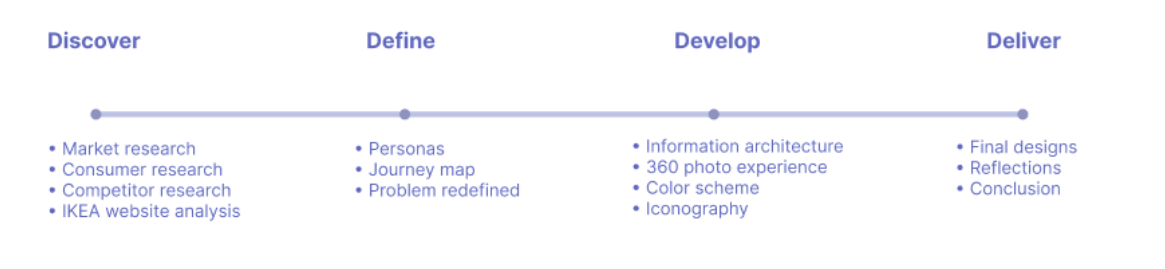 Discover
• Market research
• Consumer research
• Competitor research
• IKEA website analysis
Define
• Personas
• Journey map
• Problem redefined
Develop
• Information architecture
• 360 photo experience
• Color scheme
• Iconography
Deliver
• Final designs
• Reflections
• Conclusion